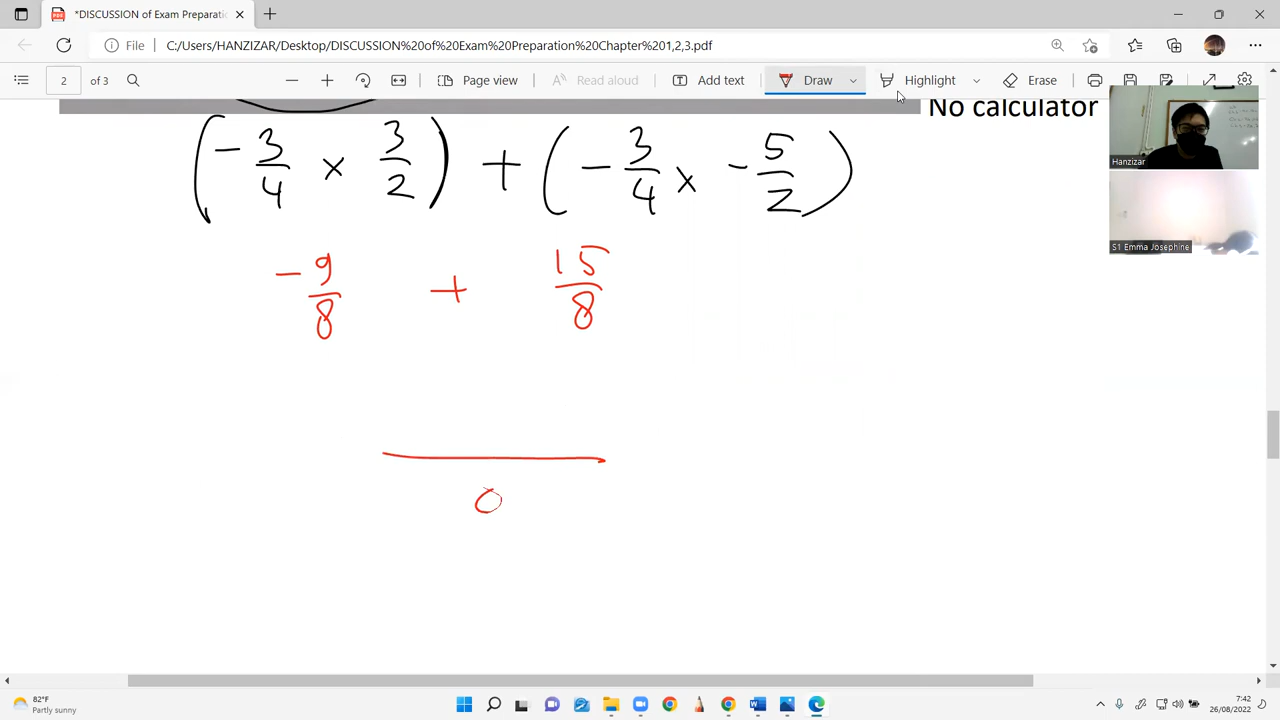 *DISCUSSION of Exam Preparatio
File C:/Users/HANZIZAR/Desktop/DISCUSSION%20of%20Exam%20Preparation%20Chapter%201,2,3.pdf
2 of 3 Page view Read aloud Add text Draw Highlight Erase
No calculator
(-3/4 × 3/2) + (-3/4 × -5/2)
Hanzizar
S1 Emma Josephine
-9/8 + 15/8
0
82°F
Partly sunny
7:42
26/08/2022